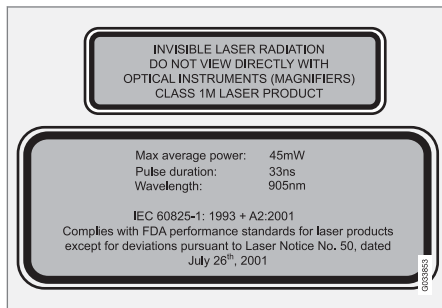 INVISIBLE LASER RADIATION
DO NOT VIEW DIRECTLY WITH
OPTICAL INSTRUMENTS (MAGNIFIERS)
CLASS 1M LASER PRODUCT
Max average power: 45mW
Pulse duration: 33ns
Wavelength: 905nm
IEC 60825-1: 1993 + A2:2001
Complies with FDA performance standards for laser products
except for deviations pursuant to Laser Notice No. 50, dated
July 26th, 2001
G033853